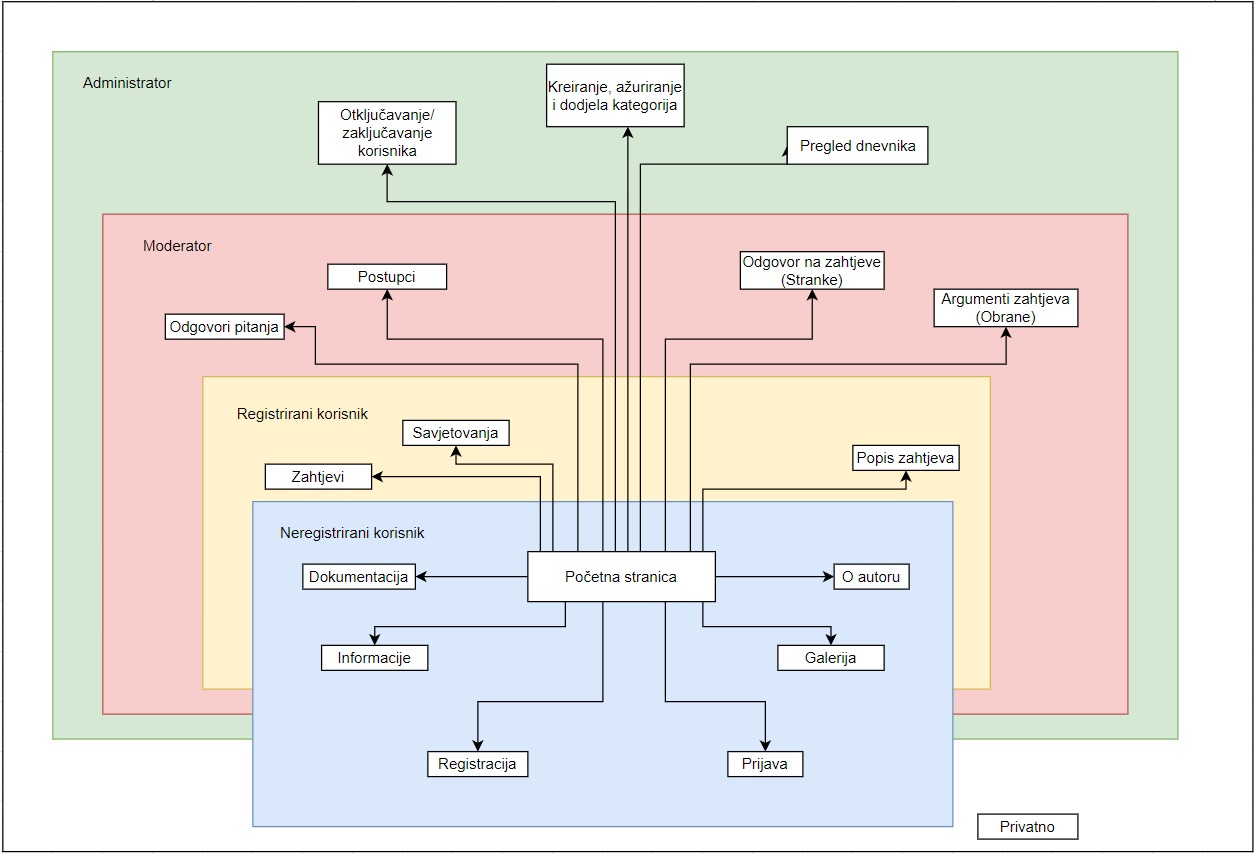 Administrator
Kreiranje, ažuriranje
i dodjela kategorija
Otključavanje/
zaključavanje
korisnika
Pregled dnevnika
Moderator
Postupci
Odgovor na zahtjeve
(Stranke)
Argumenti zahtjeva
(Obrane)
Odgovori pitanja
Registrirani korisnik
Savjetovanja
Popis zahtjeva
Zahtjevi
Neregistrirani korisnik
Dokumentacija
Početna stranica
O autoru
Informacije
Galerija
Registracija
Prijava
Privatno